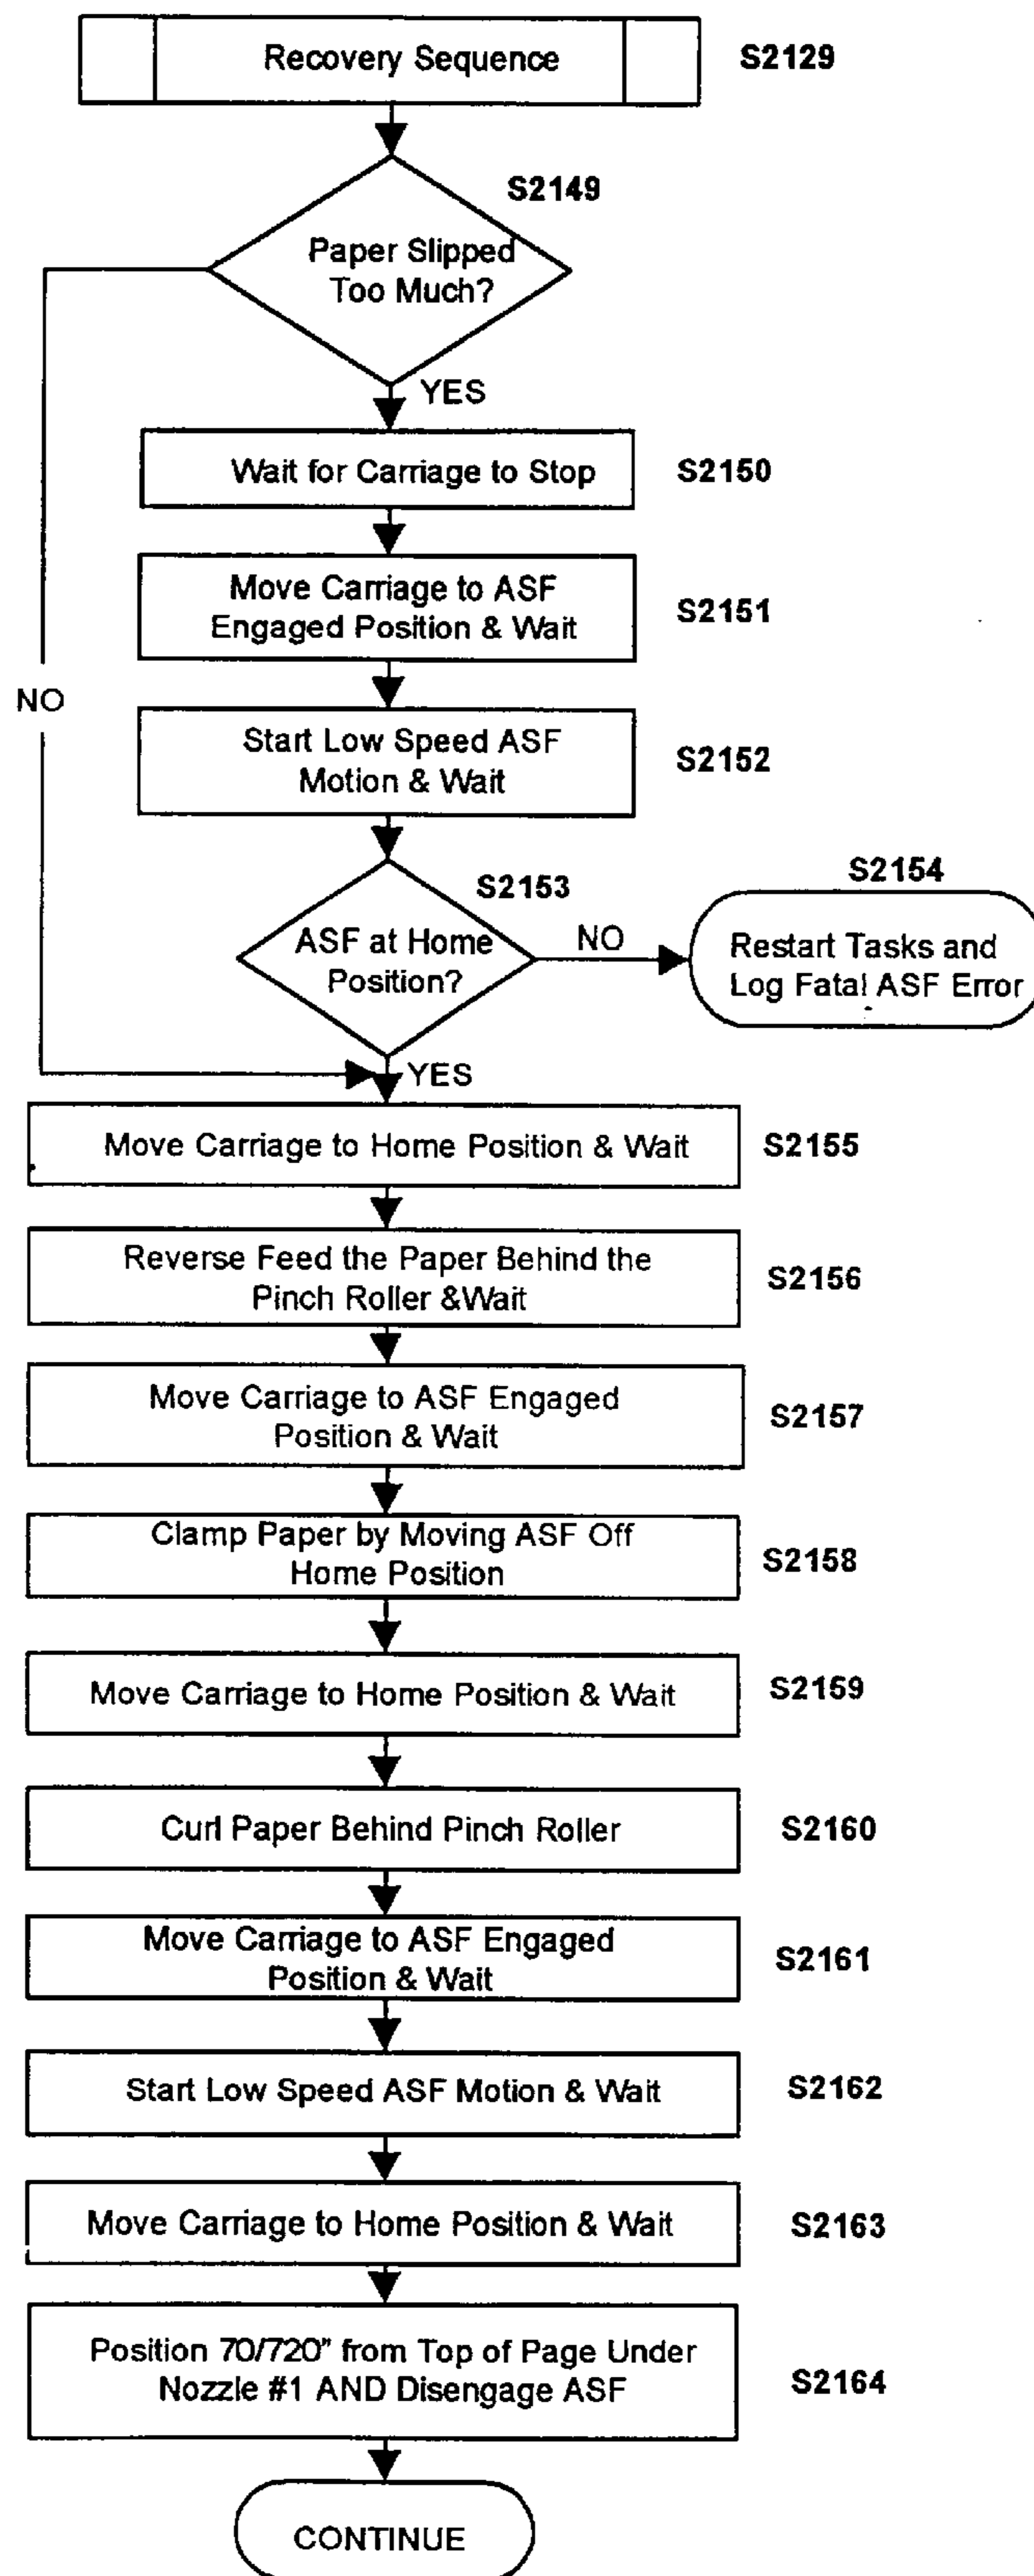 Recovery Sequence
S2129
S2149
Paper Slipped
Too Much?
YES
Wait for Carriage to Stop
S2150
Move Carriage to ASF
Engaged Position & Wait
S2151
NO
Start Low Speed ASF
Motion & Wait
S2152
S2153
ASF at Home
Position?
NO
S2154
Restart Tasks and
Log Fatal ASF Error
YES
Move Carriage to Home Position & Wait
S2155
Reverse Feed the Paper Behind the
Pinch Roller &Wait
S2156
Move Carriage to ASF Engaged
Position & Wait
S2157
Clamp Paper by Moving ASF Off
Home Position
S2158
Move Carriage to Home Position & Wait
S2159
Curl Paper Behind Pinch Roller
S2160
Move Carriage to ASF Engaged
Position & Wait
S2161
Start Low Speed ASF Motion & Wait
S2162
Move Carriage to Home Position & Wait
S2163
Position 70/720" from Top of Page Under
Nozzle #1 AND Disengage ASF
S2164
CONTINUE